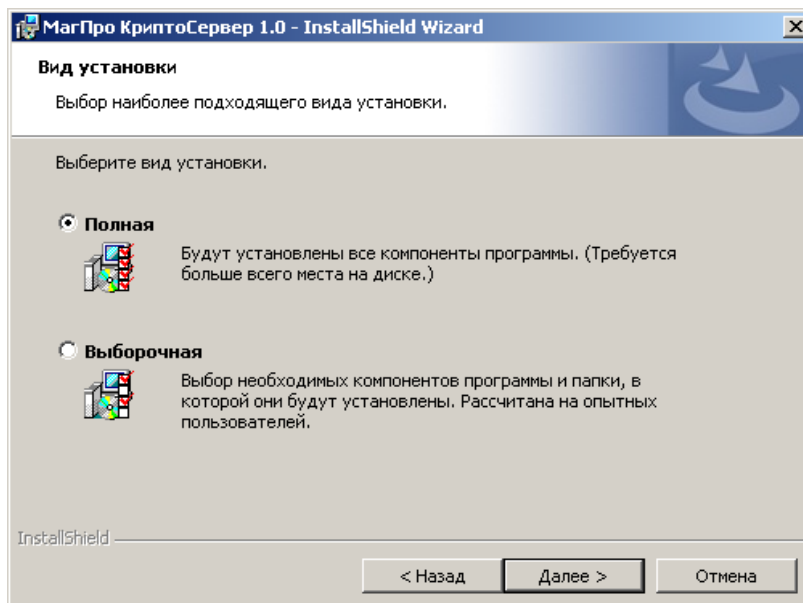 МагПро КриптоСервер 1.0 - InstallShield Wizard
Вид установки
Выбор наиболее подходящего вида установки.
Выберите вид установки.
Полная
Будут установлены все компоненты программы. (Требуется
больше всего места на диске.)
Выборочная
Выбор необходимых компонентов программы и папки, в
которой они будут установлены. Рассчитана на опытных
пользователей.
InstallShield
< Назад
Далее >
Отмена